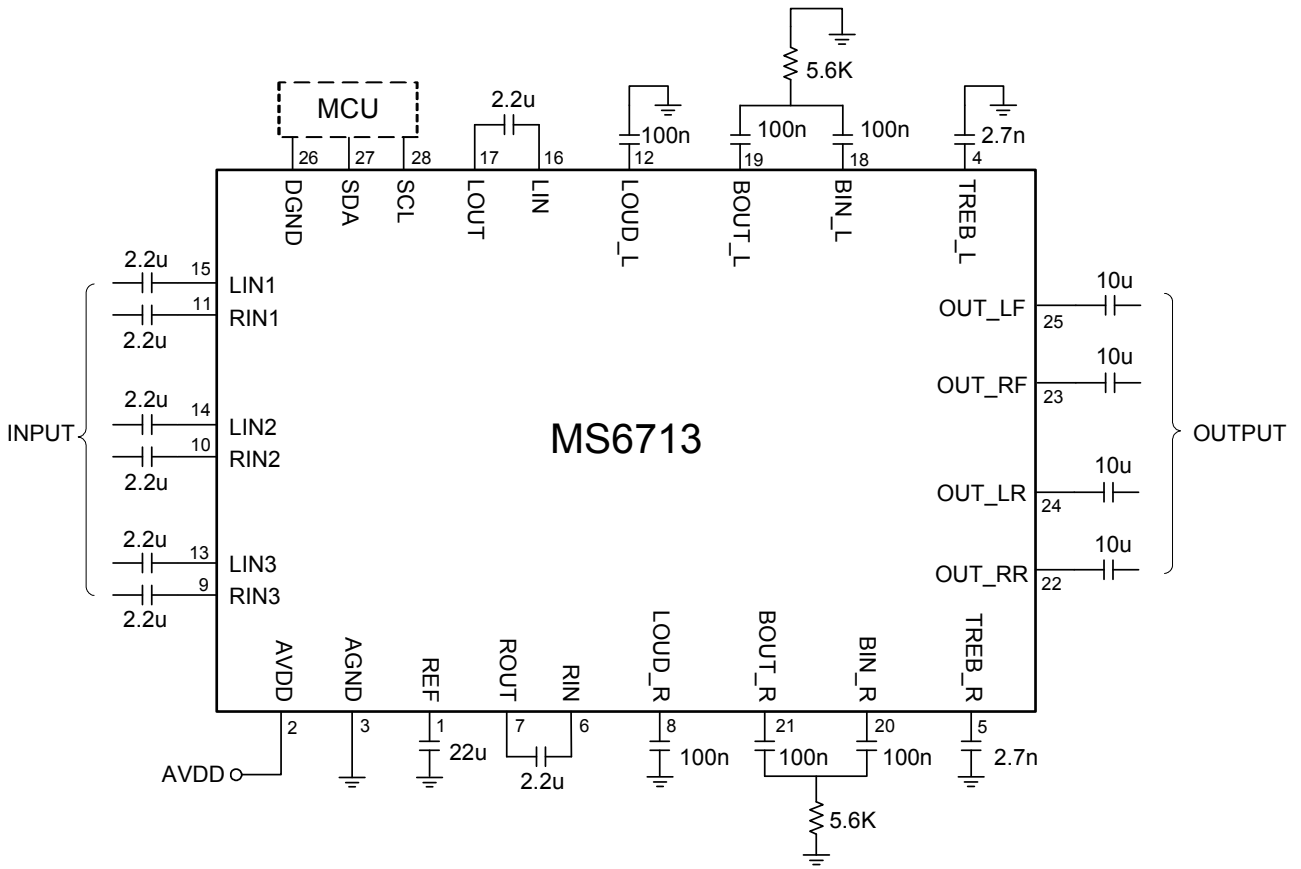 5.6K
MCU
2.2u
100n
100n
100n
2.7n
26
27
28
17
16
12
19
18
4
DGND
SDA
SCL
LOUT
LIN
LOUD_L
BOUT_L
BIN_L
TREB_L
INPUT
2.2u
15
LIN1
11
RIN1
2.2u
2.2u
14
LIN2
10
RIN2
2.2u
2.2u
13
LIN3
9
RIN3
2.2u
MS6713
OUT_LF
25
10u
OUT_RF
23
10u
OUT_LR
24
10u
OUT_RR
22
10u
OUTPUT
AVDD
AGND
REF
ROUT
RIN
LOUD_R
BOUT_R
BIN_R
TREB_R
2
3
1
7
6
8
21
20
5
AVDD
22u
2.2u
100n
100n
100n
2.7n
5.6K